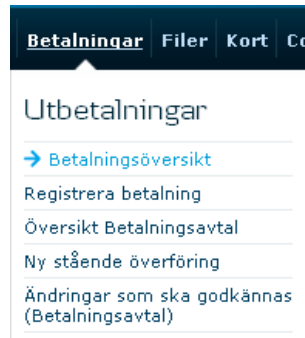 Betalningar Filer Kort
Utbetalningar
→ Betalningsöversikt
Registrera betalning
Översikt Betalningsavtal
Ny stående överföring
Ändringar som ska godkännas
(Betalningsavtal)